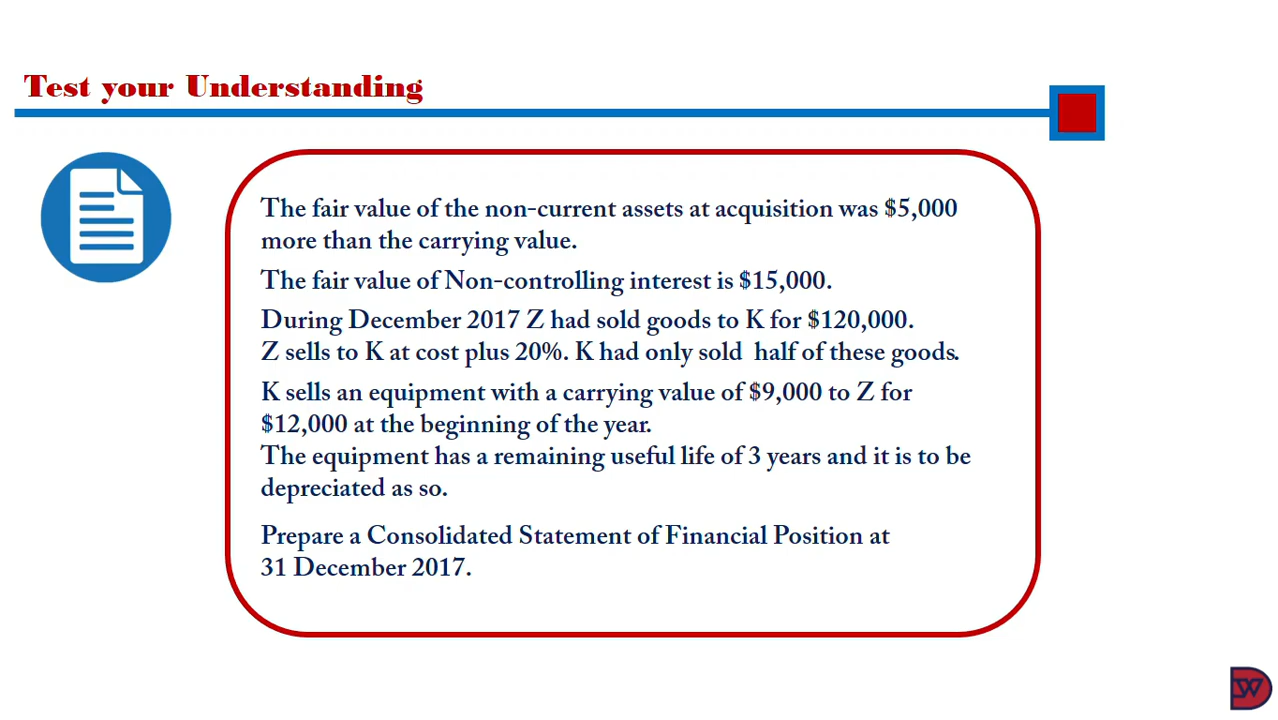 Test your Understanding
The fair value of the non-current assets at acquisition was $5,000
more than the carrying value.
The fair value of Non-controlling interest is $15,000.
During December 2017 Z had sold goods to K for $120,000.
Z sells to K at cost plus 20%. K had only sold half of these goods.
K sells an equipment with a carrying value of $9,000 to Z for
$12,000 at the beginning of the year.
The equipment has a remaining useful life of 3 years and it is to be
depreciated as so.
Prepare a Consolidated Statement of Financial Position at
31 December 2017.
DW